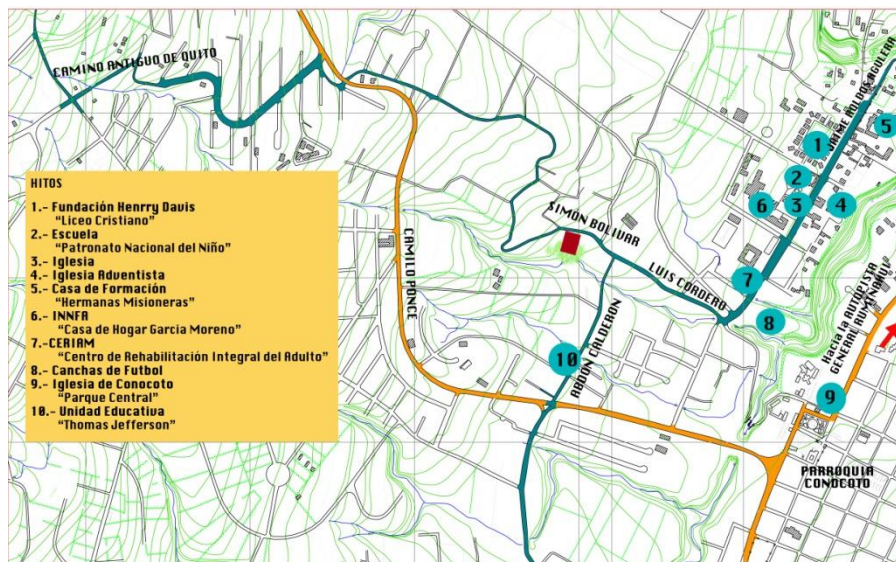 CAMINO ANTIGUO DE QUITO
JAIME ROLDOS AGUILERA
HITOS
1.- Fundación Henrry Davis
"Liceo Cristiano"
2.- Escuela
"Patronato Nacional del Niño"
3.- Iglesia
4.- Iglesia Adventista
5.- Casa de Formación
"Hermanas Misioneras"
6.- INNFA
"Casa de Hogar Garcia Moreno"
7.-CERIAM
"Centro de Rehabilitación Integral del Adulto"
8.- Canchas de Futbol
9.- Iglesia de Conocoto
"Parque Central"
10.- Unidad Educativa
"Thomas Jefferson"
CAMILO PONCE
SIMON BOLIVAR
LUIS CORDERO
ABDON CALDERON
Hacia la AUTOPISTA
GENERAL RUMIÑAHUI
PARROQUIA
CONOCOTO
1
2
3
4
5
6
7
8
9
10